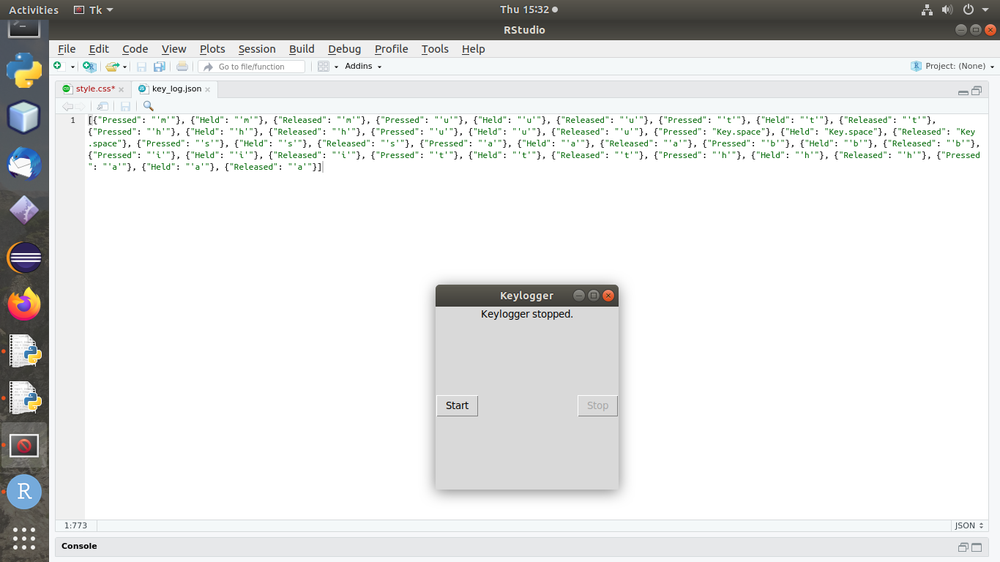 Activities Tk Thu 15:32
RStudio
File Edit Code View Plots Session Build Debug Profile Tools Help
Go to file/function Addins Project: (None)
style.css* key_log.json
1 [{"Pressed": "'m'"}, {"Held": "'m'"}, {"Released": "'m'"}, {"Pressed": "'u'"}, {"Held": "'u'"}, {"Released": "'u'"}, {"Pressed": "'t'"}, {"Held": "'t'"}, {"Released": "'t'"},
{"Pressed": "'h'"}, {"Held": "'h'"}, {"Released": "'h'"}, {"Pressed": "'u'"}, {"Held": "'u'"}, {"Released": "'u'"}, {"Pressed": "Key.space"}, {"Held": "Key.space"}, {"Released": "Key
.space"}, {"Pressed": "'s'"}, {"Held": "'s'"}, {"Released": "'s'"}, {"Pressed": "'a'"}, {"Held": "'a'"}, {"Released": "'a'"}, {"Pressed": "'b'"}, {"Held": "'b'"}, {"Released": "'b'"},
{"Pressed": "'i'"}, {"Held": "'i'"}, {"Released": "'i'"}, {"Pressed": "'t'"}, {"Held": "'t'"}, {"Released": "'t'"}, {"Pressed": "'h'"}, {"Held": "'h'"}, {"Released": "'h'"}, {"Pressed
": "'a'"}, {"Held": "'a'"}, {"Released": "'a'"}]
Keylogger
Keylogger stopped.
Start Stop
1:773 JSON
Console